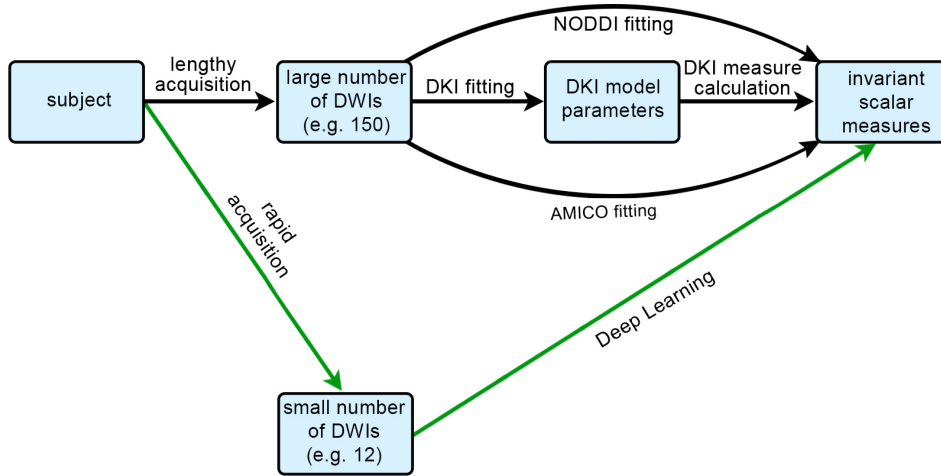 NODDI fitting
subject
lengthy
acquisition
large number
of DWIs
(e.g. 150)
DKI fitting
DKI model
parameters
DKI measure
calculation
invariant
scalar
measures
AMICO fitting
rapid
acquisition
Deep Learning
small number
of DWIs
(e.g. 12)